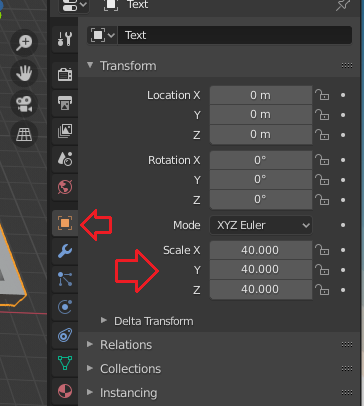 Text
Text
Transform
Location X 0 m
Y 0 m
Z 0 m
Rotation X 0°
Y 0°
Z 0°
Mode XYZ Euler
Scale X 40.000
Y 40.000
Z 40.000
Delta Transform
Relations
Collections
Instancing